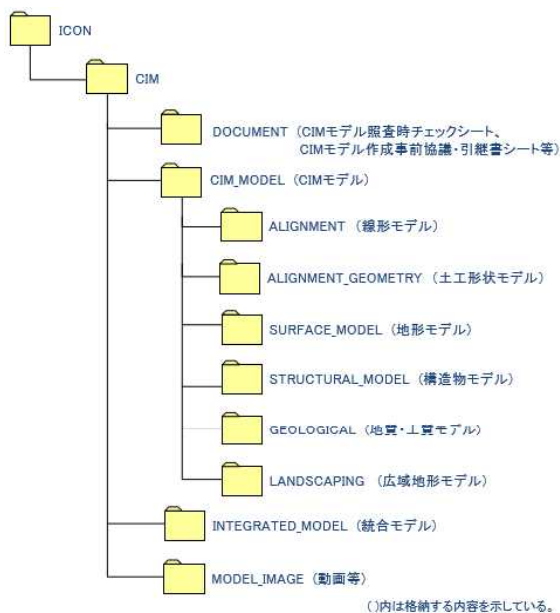 ICON
CIM
DOCUMENT (CIMモデル照査時チェックシート、
CIMモデル作成事前協議・引継書シート等)
CIM_MODEL (CIMモデル)
ALIGNMENT (線形モデル)
ALIGNMENT_GEOMETRY (土工形状モデル)
SURFACE_MODEL (地形モデル)
STRUCTURAL_MODEL (構造物モデル)
GEOLOGICAL (地質・土質モデル)
LANDSCAPING (広域地形モデル)
INTEGRATED_MODEL (統合モデル)
MODEL_IMAGE (動画等)
()内は格納する内容を示している。